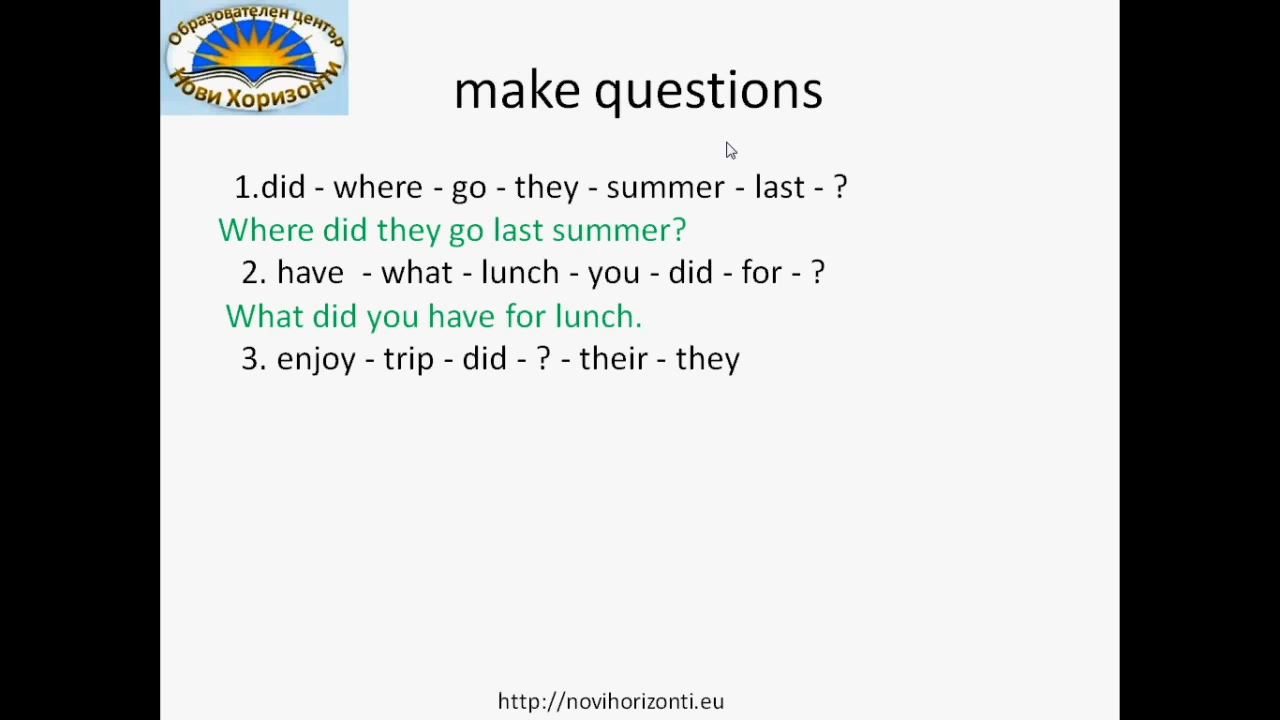 Образователен център
Нови Хоризонти
make questions
1.did - where - go - they - summer - last - ?
Where did they go last summer?
2. have  - what - lunch - you - did - for - ?
What did you have for lunch.
3. enjoy - trip - did - ? - their - they
http://novihorizonti.eu